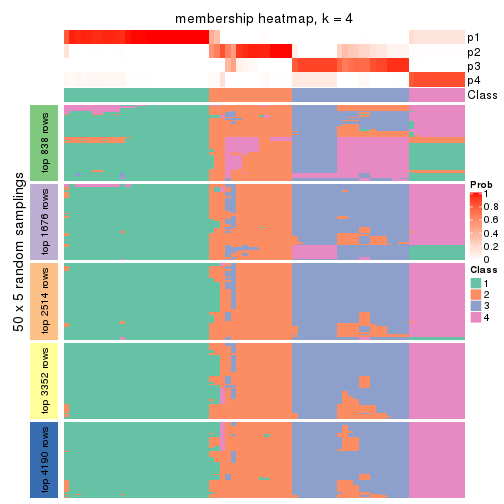 membership heatmap, k = 4
p1
p2
p3
p4
Class
50 x 5 random samplings
top 838 rows
top 1676 rows
top 2514 rows
top 3352 rows
top 4190 rows
Prob
1
0.8
0.6
0.4
0.2
0
Class
1
2
3
4